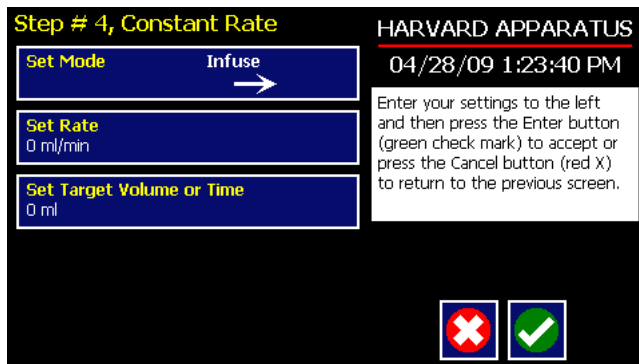 Step # 4, Constant Rate
Set Mode Infuse
Set Rate
0 ml/min
Set Target Volume or Time
0 ml
HARVARD APPARATUS
04/28/09 1:23:40 PM
Enter your settings to the left
and then press the Enter button
(green check mark) to accept or
press the Cancel button (red X)
to return to the previous screen.